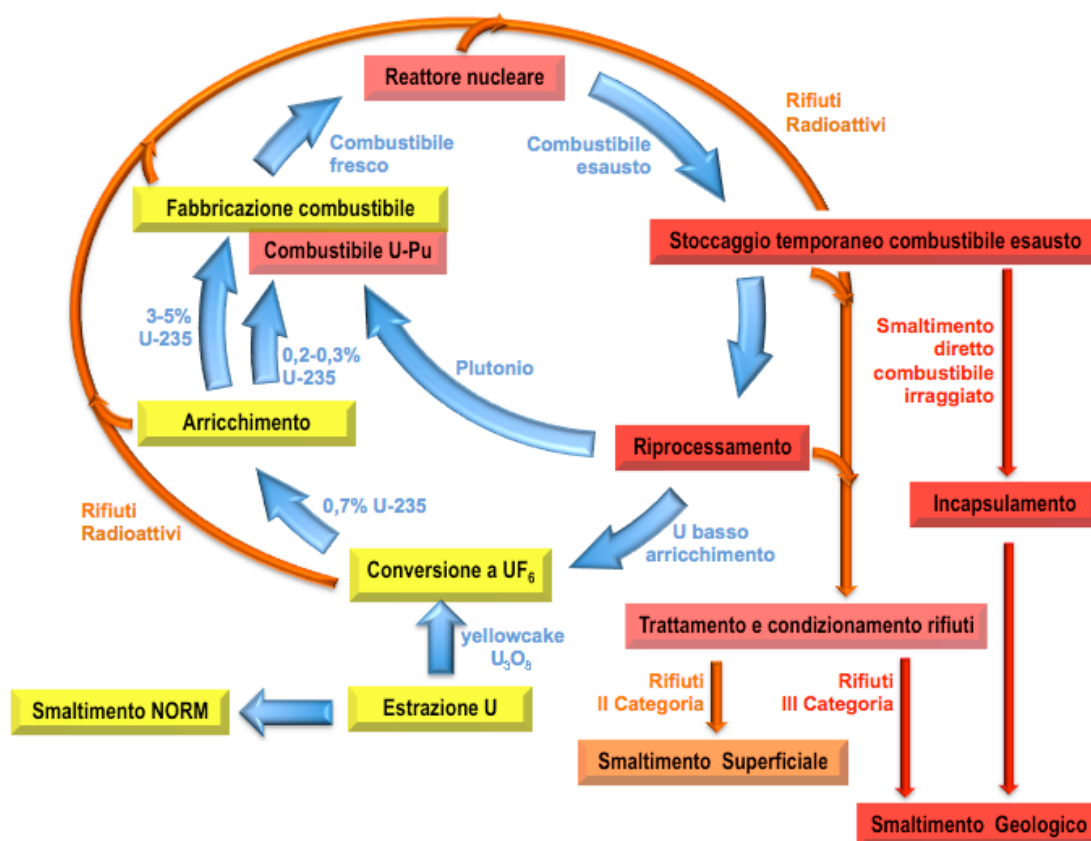 Reattore nucleare
Rifiuti
Radioattivi
Combustibile
fresco
Combustibile
esausto
Fabbricazione combustibile
Combustibile U-Pu
Stoccaggio temporaneo combustibile esausto
3-5%
U-235
0,2-0,3%
U-235
Plutonio
Smaltimento
diretto
combustibile
irraggiato
Arricchimento
Riprocessamento
Rifiuti
Radioattivi
0,7% U-235
Incapsulamento
U basso
arricchimento
Conversione a UF₆
Trattamento e condizionamento rifiuti
yellowcake
U₃O₈
Rifiuti
II Categoria
Rifiuti
III Categoria
Smaltimento NORM
Estrazione U
Smaltimento Superficiale
Smaltimento Geologico